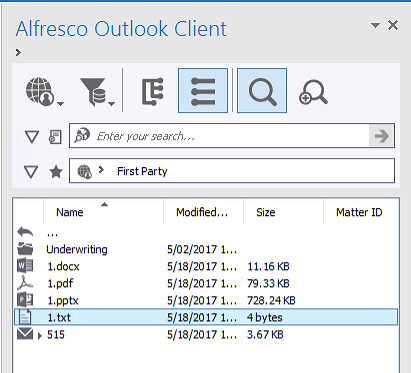 Alfresco Outlook Client
Enter your search...
First Party
Name Modified... Size Matter ID
...
Underwriting 5/02/2017 1...
1.docx 5/18/2017 1... 11.16 KB
1.pdf 5/18/2017 1... 79.33 KB
1.pptx 5/18/2017 1... 728.24 KB
1.txt 5/18/2017 1... 4 bytes
515 5/18/2017 1... 3.67 KB